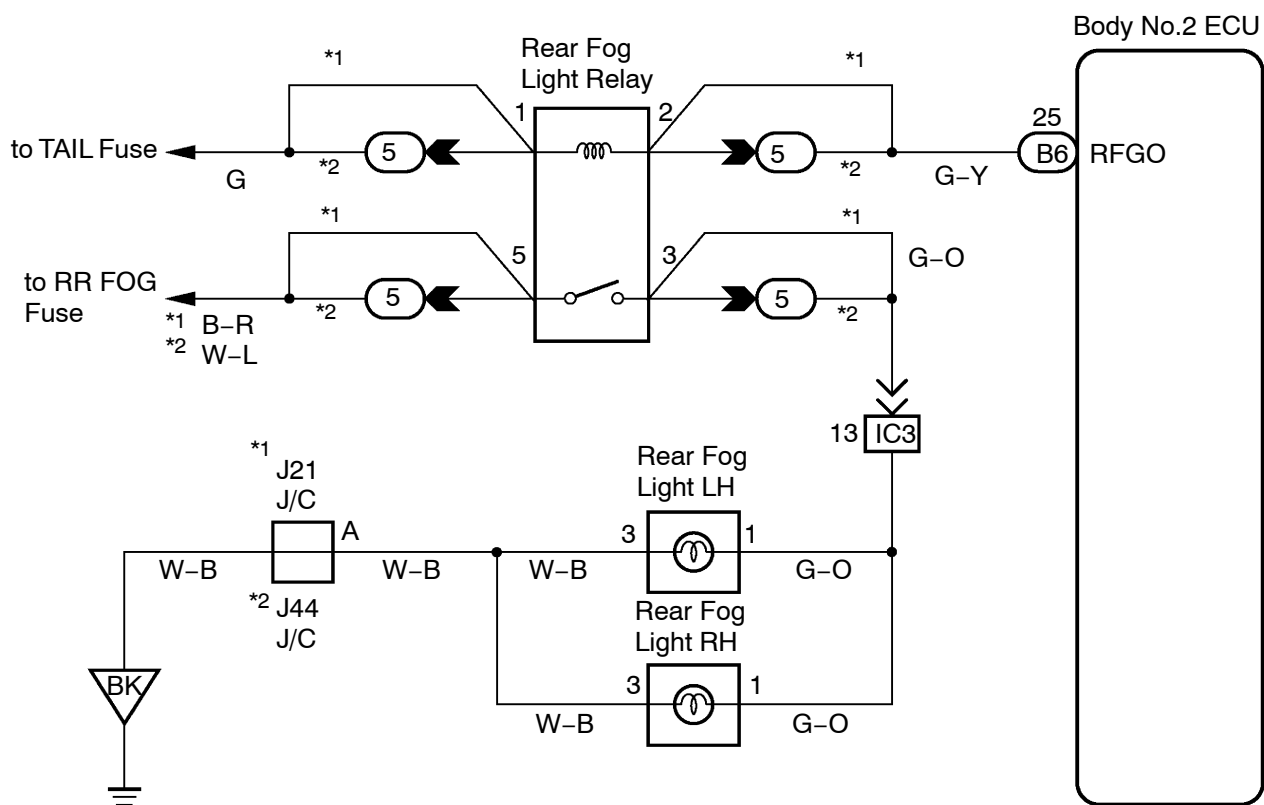 Body No.2 ECU
Rear Fog
Light Relay
*1
*1
1
2
25
to TAIL Fuse
5
5
B6
RFGO
G
*2
*2
G−Y
*1
*1
5
3
G−O
to RR FOG
Fuse
5
5
*2
*2
*1 B−R
*2 W−L
13 IC3
*1
J21
J/C
A
Rear Fog
Light LH
3
1
W−B
W−B
W−B
G−O
*2 J44
J/C
Rear Fog
Light RH
BK
3
1
W−B
G−O